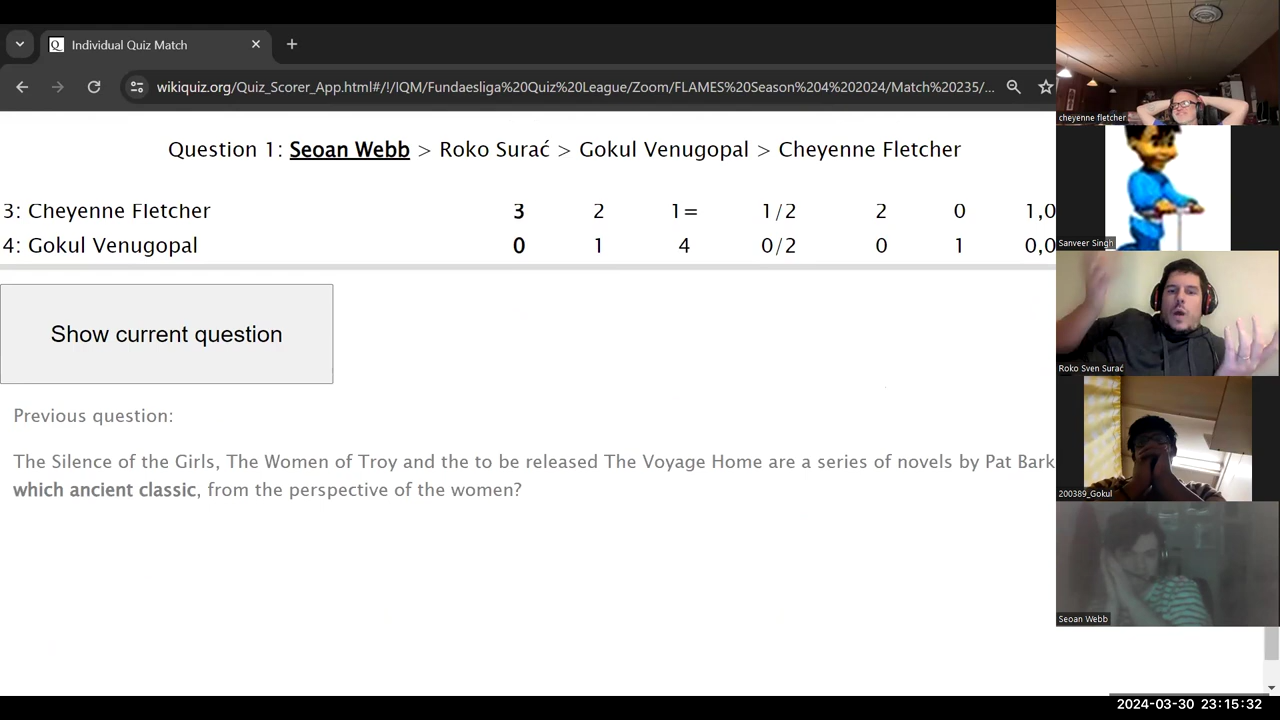 Individual Quiz Match
wikiquiz.org/Quiz_Scorer_App.html#/!/IQM/Fundaesliga%20Quiz%20League/Zoom/FLAMES%20Season%204%202024/Match%2035/...
Question 1: Seoan Webb > Roko Surać > Gokul Venugopal > Cheyenne Fletcher
3: Cheyenne Fletcher 3 2 1= 1/2 2 0 1,0
4: Gokul Venugopal 0 1 4 0/2 0 1 0,0
Show current question
Previous question:
The Silence of the Girls, The Women of Troy and the to be released The Voyage Home are a series of novels by Pat Bark
which ancient classic, from the perspective of the women?
cheyenne fletcher
Sanveer Singh
Roko Sven Surać
200389_Gokul
Seoan Webb
2024-03-30 23:15:32